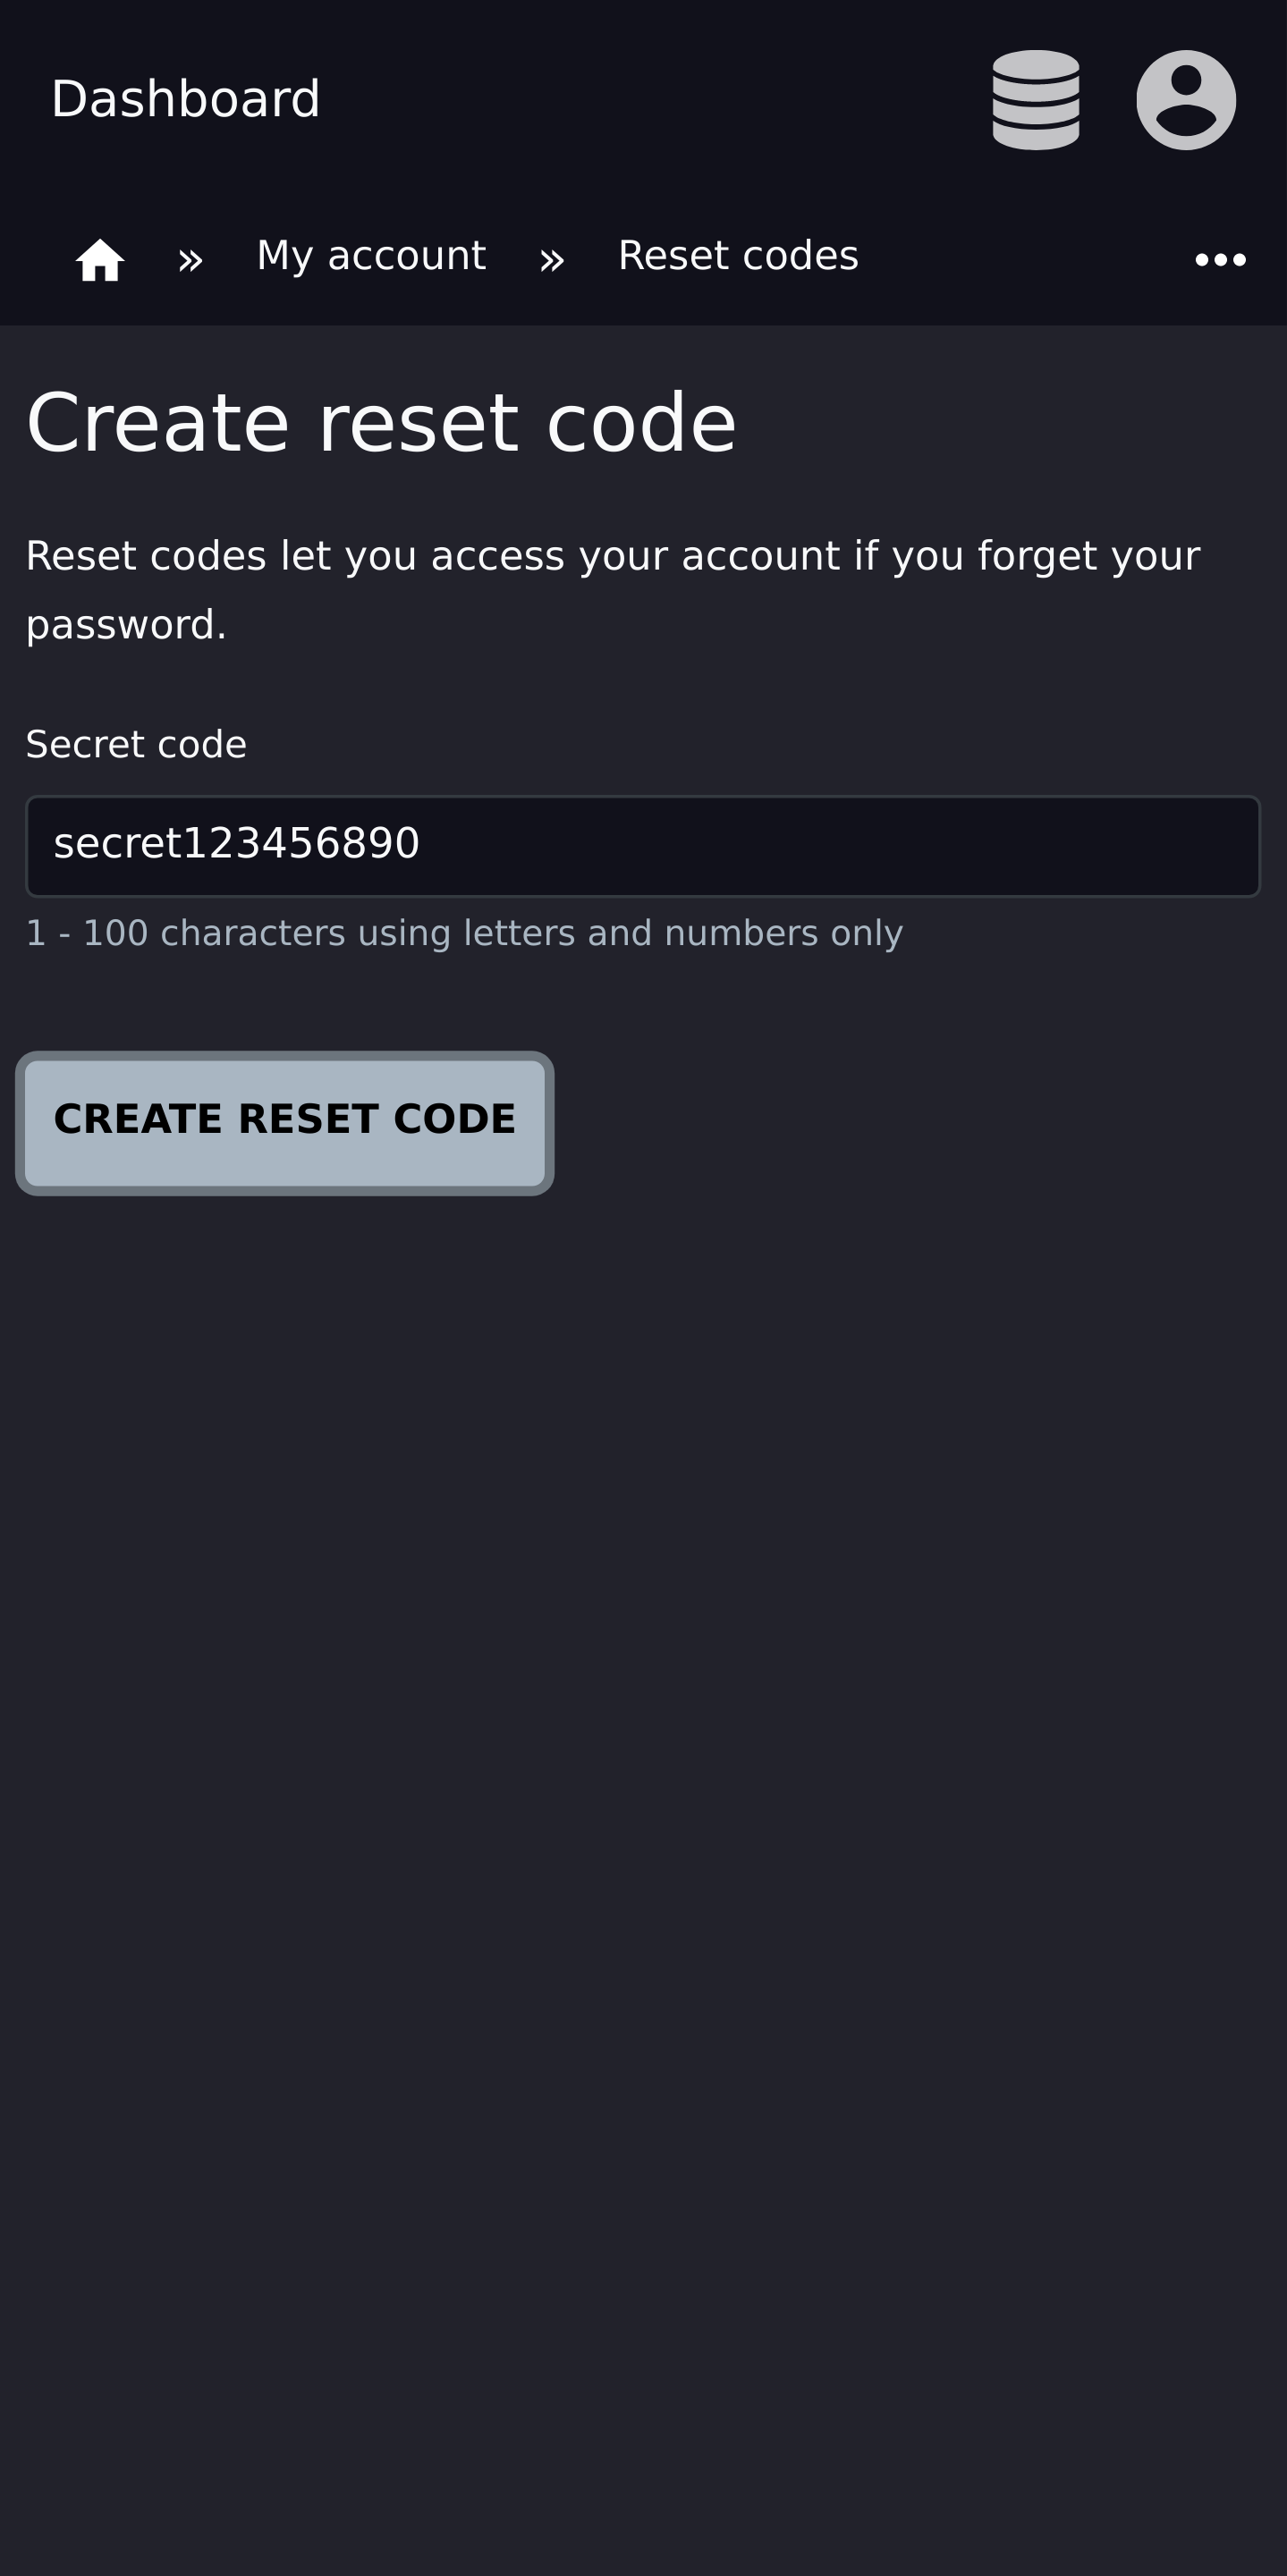 Dashboard
» My account » Reset codes
Create reset code
Reset codes let you access your account if you forget your
password.
Secret code
secret123456890
1 - 100 characters using letters and numbers only
CREATE RESET CODE